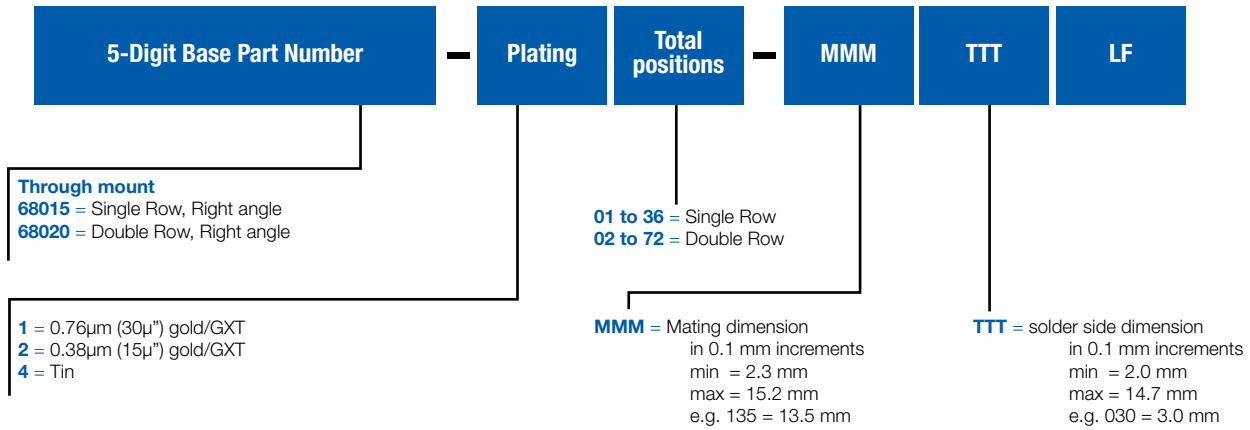 5-Digit Base Part Number
–
Plating
Total
positions
–
MMM
TTT
LF
Through mount
68015 = Single Row, Right angle
68020 = Double Row, Right angle
01 to 36 = Single Row
02 to 72 = Double Row
1 = 0.76µm (30µ”) gold/GXT
2 = 0.38µm (15µ”) gold/GXT
4 = Tin
MMM = Mating dimension
in 0.1 mm increments
min = 2.3 mm
max = 15.2 mm
e.g. 135 = 13.5 mm
TTT = solder side dimension
in 0.1 mm increments
min = 2.0 mm
max = 14.7 mm
e.g. 030 = 3.0 mm